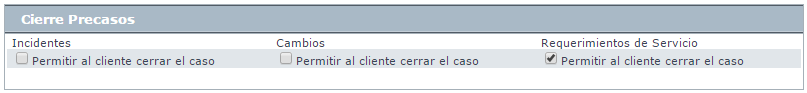 Cierre Precasos
Incidentes Cambios Requerimientos de Servicio
Permitir al cliente cerrar el caso Permitir al cliente cerrar el caso Permitir al cliente cerrar el caso